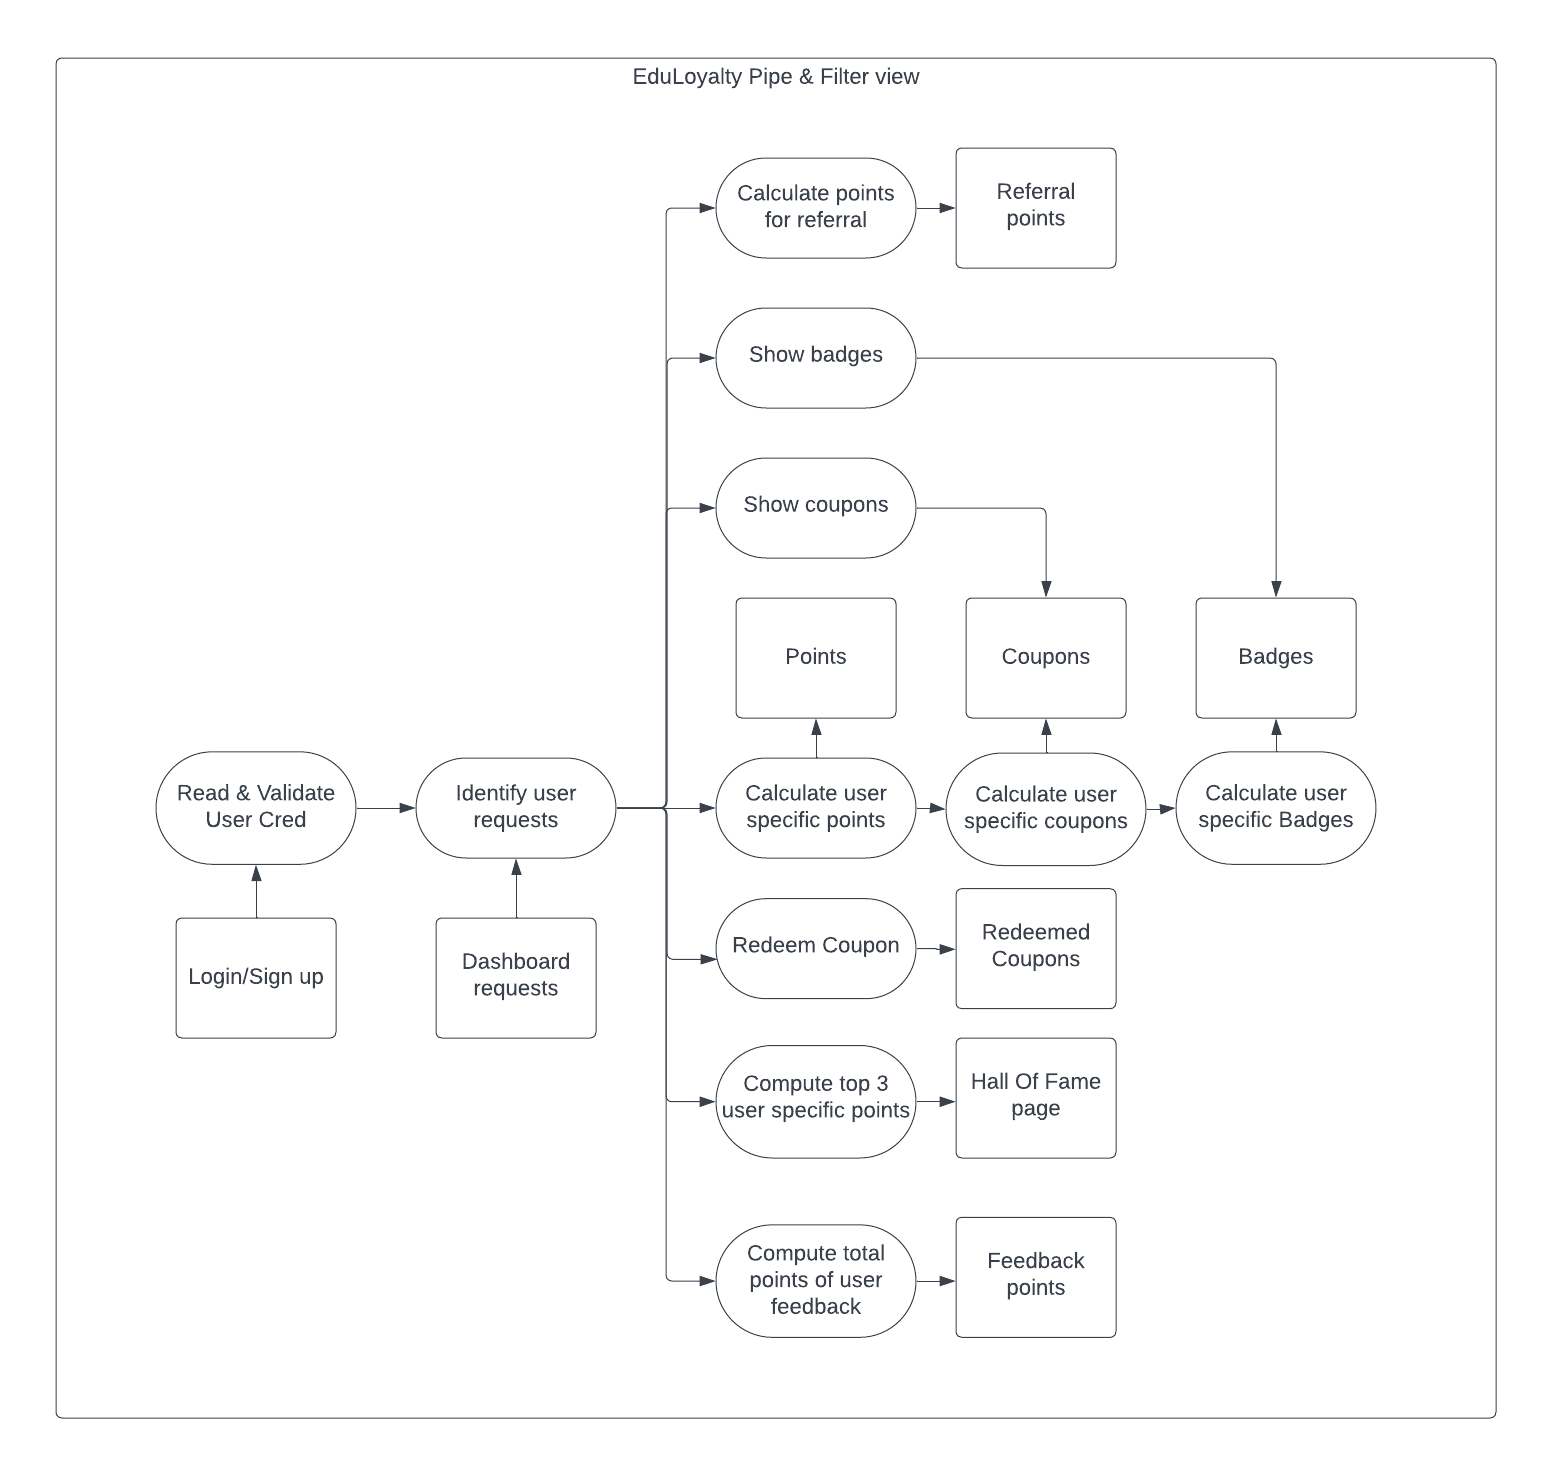 EduLoyalty Pipe & Filter view
Calculate points
for referral
Referral
points
Show badges
Show coupons
Points
Coupons
Badges
Read & Validate
User Cred
Identify user
requests
Calculate user
specific points
Calculate user
specific coupons
Calculate user
specific Badges
Login/Sign up
Dashboard
requests
Redeem Coupon
Redeemed
Coupons
Compute top 3
user specific points
Hall Of Fame
page
Compute total
points of user
feedback
Feedback
points